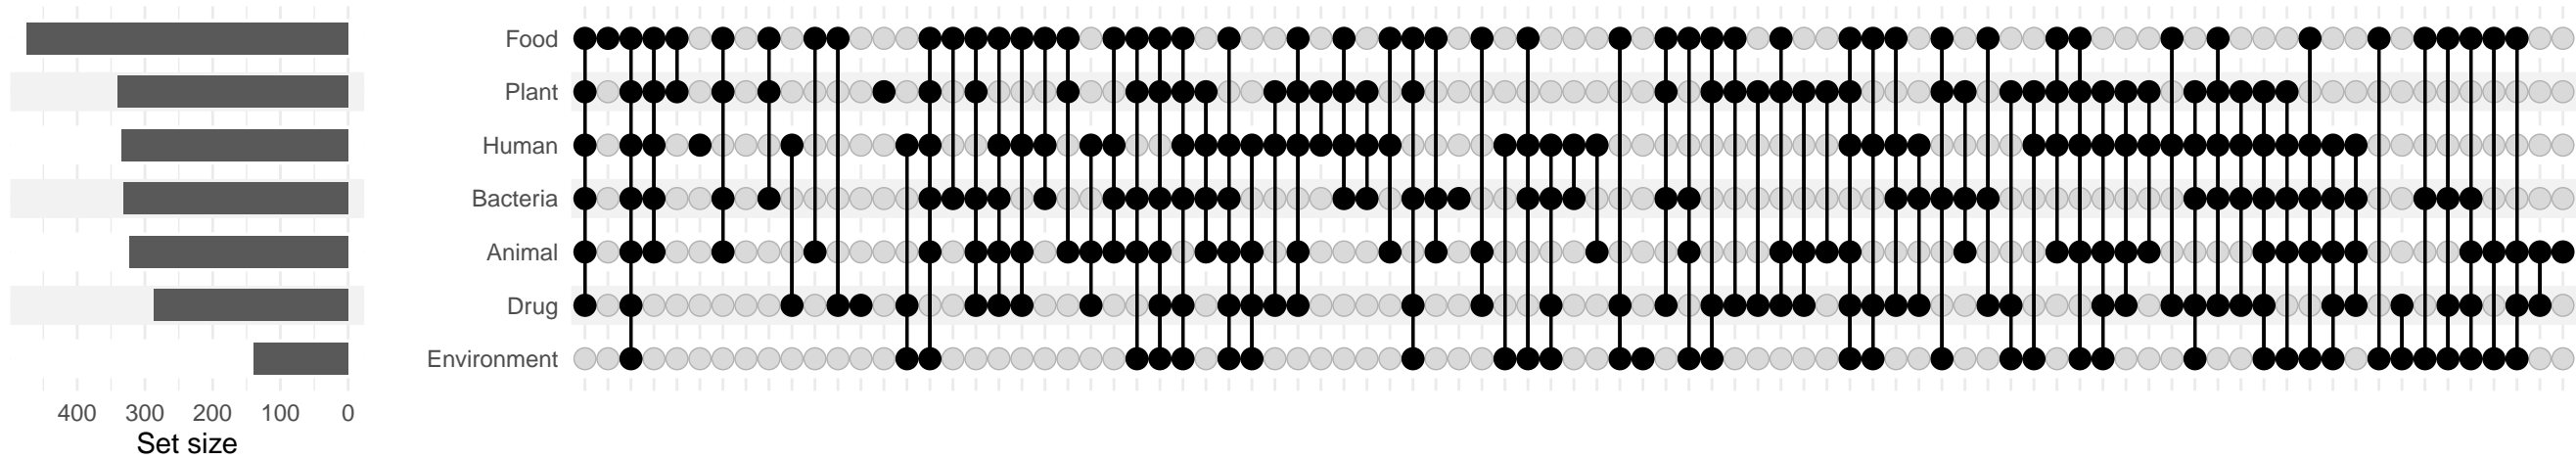 Food
Plant
Human
Bacteria
Animal
Drug
Environment
400 300 200 100 0
Set size